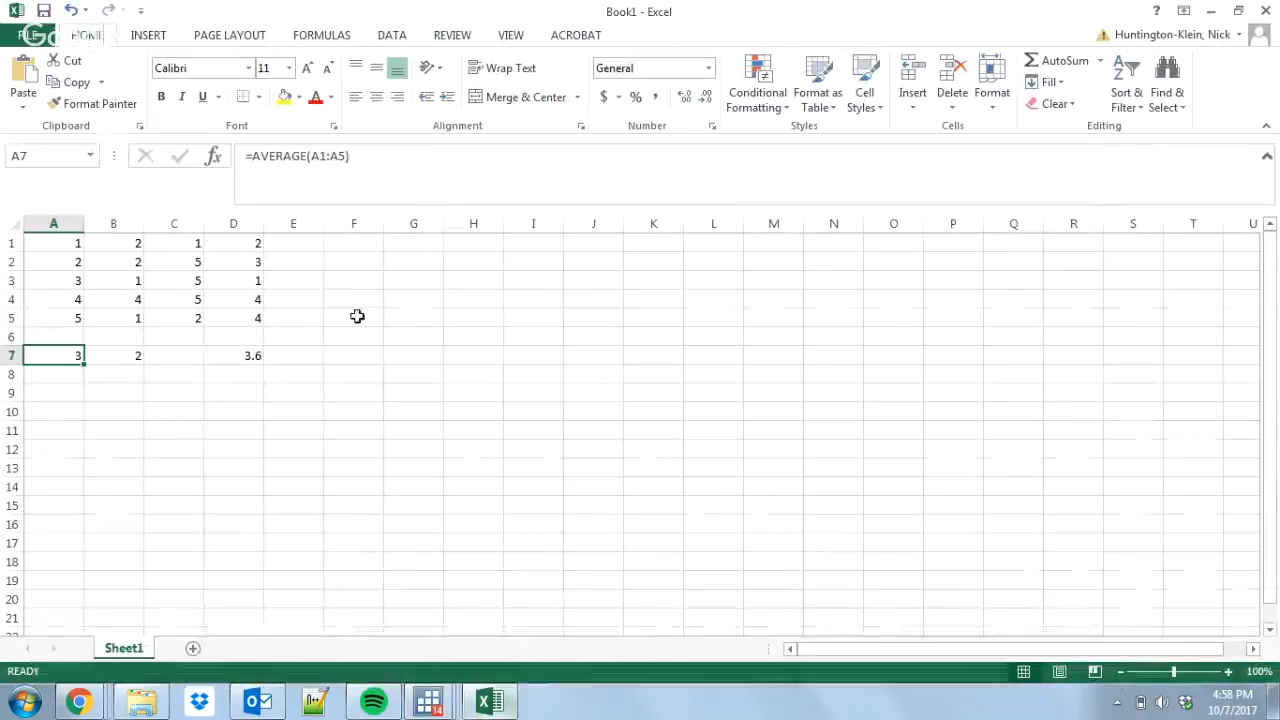 Book1 - Excel
?
FILE HOME INSERT PAGE LAYOUT FORMULAS DATA REVIEW VIEW ACROBAT Huntington-Klein, Nick
Cut Calibri 11 Wrap Text General AutoSum
Paste Copy Fill
Format Painter B I U A Merge & Center $ % , Conditional Formatting Format as Table Cell Styles Insert Delete Format Clear Sort & Filter Find & Select
Clipboard Font Alignment Number Styles Cells Editing
A7 fx =AVERAGE(A1:A5)
A B C D E F G H I J K L M N O P Q R S T U
1 1 2 1 2
2 2 2 5 3
3 3 1 5 1
4 4 4 5 4
5 5 1 2 4
6
7 3 2 3.6
8
9
10
11
12
13
14
15
16
17
18
19
20
21
Sheet1
READY 100%
14
4:58 PM
10/7/2017